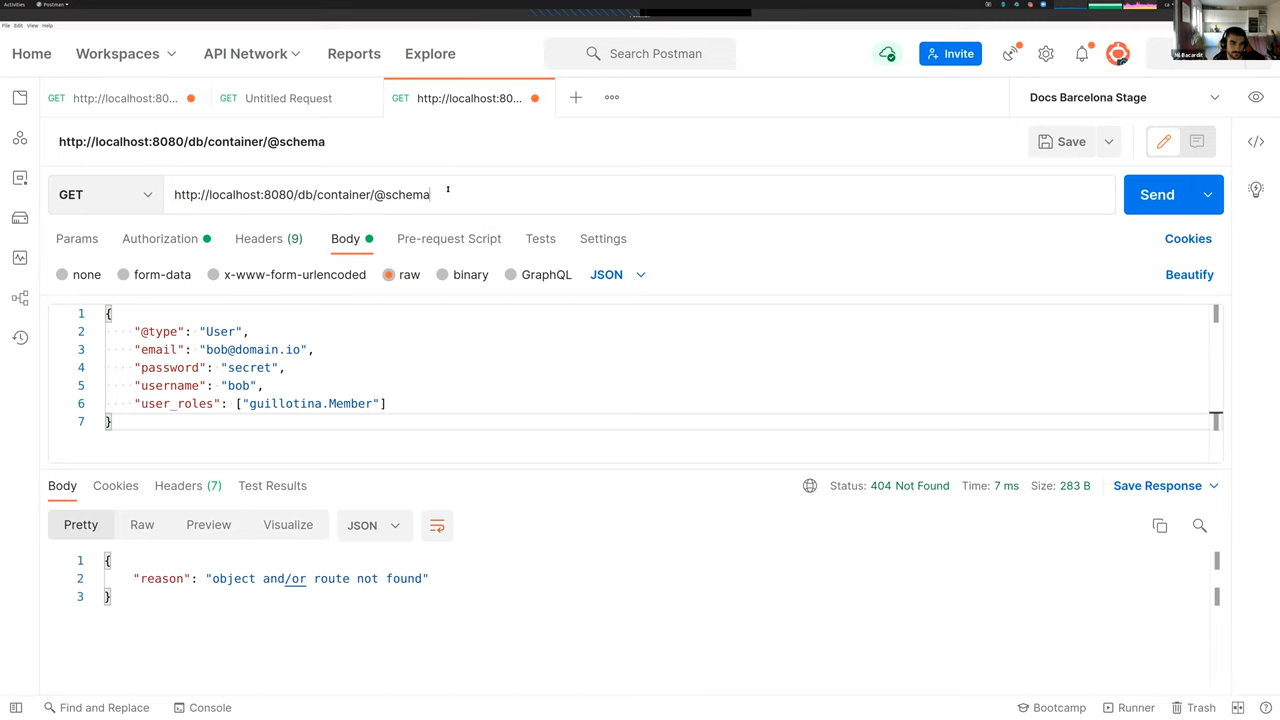 Activities Postman
File Edit View Help
Home Workspaces API Network Reports Explore Search Postman Invite
GET http://localhost:80... GET Untitled Request GET http://localhost:80... Docs Barcelona Stage
http://localhost:8080/db/container/@schema Save
GET http://localhost:8080/db/container/@schema Send
Params Authorization Headers (9) Body Pre-request Script Tests Settings Cookies
none form-data x-www-form-urlencoded raw binary GraphQL JSON Beautify
1 {
2 "@type": "User",
3 "email": "bob@domain.io",
4 "password": "secret",
5 "username": "bob",
6 "user_roles": ["guillotina.Member"]
7 }
Body Cookies Headers (7) Test Results Status: 404 Not Found Time: 7 ms Size: 283 B Save Response
Pretty Raw Preview Visualize JSON
1 {
2 "reason": "object and/or route not found"
3 }
Find and Replace Console Bootcamp Runner Trash